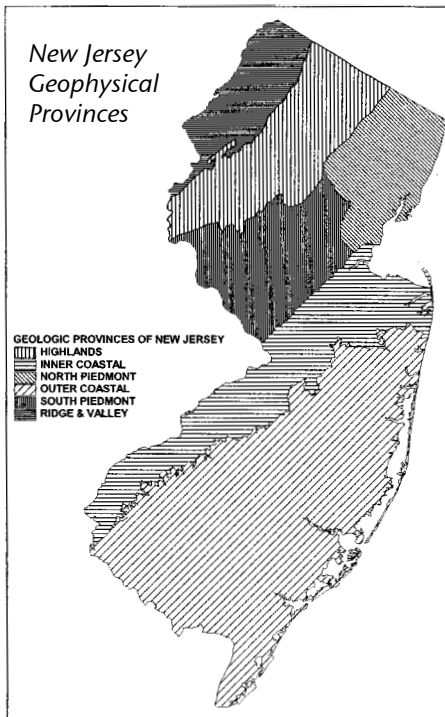 New Jersey
Geophysical
Provinces
GEOLOGIC PROVINCES OF NEW JERSEY
HIGHLANDS
INNER COASTAL
NORTH PIEDMONT
OUTER COASTAL
SOUTH PIEDMONT
RIDGE & VALLEY